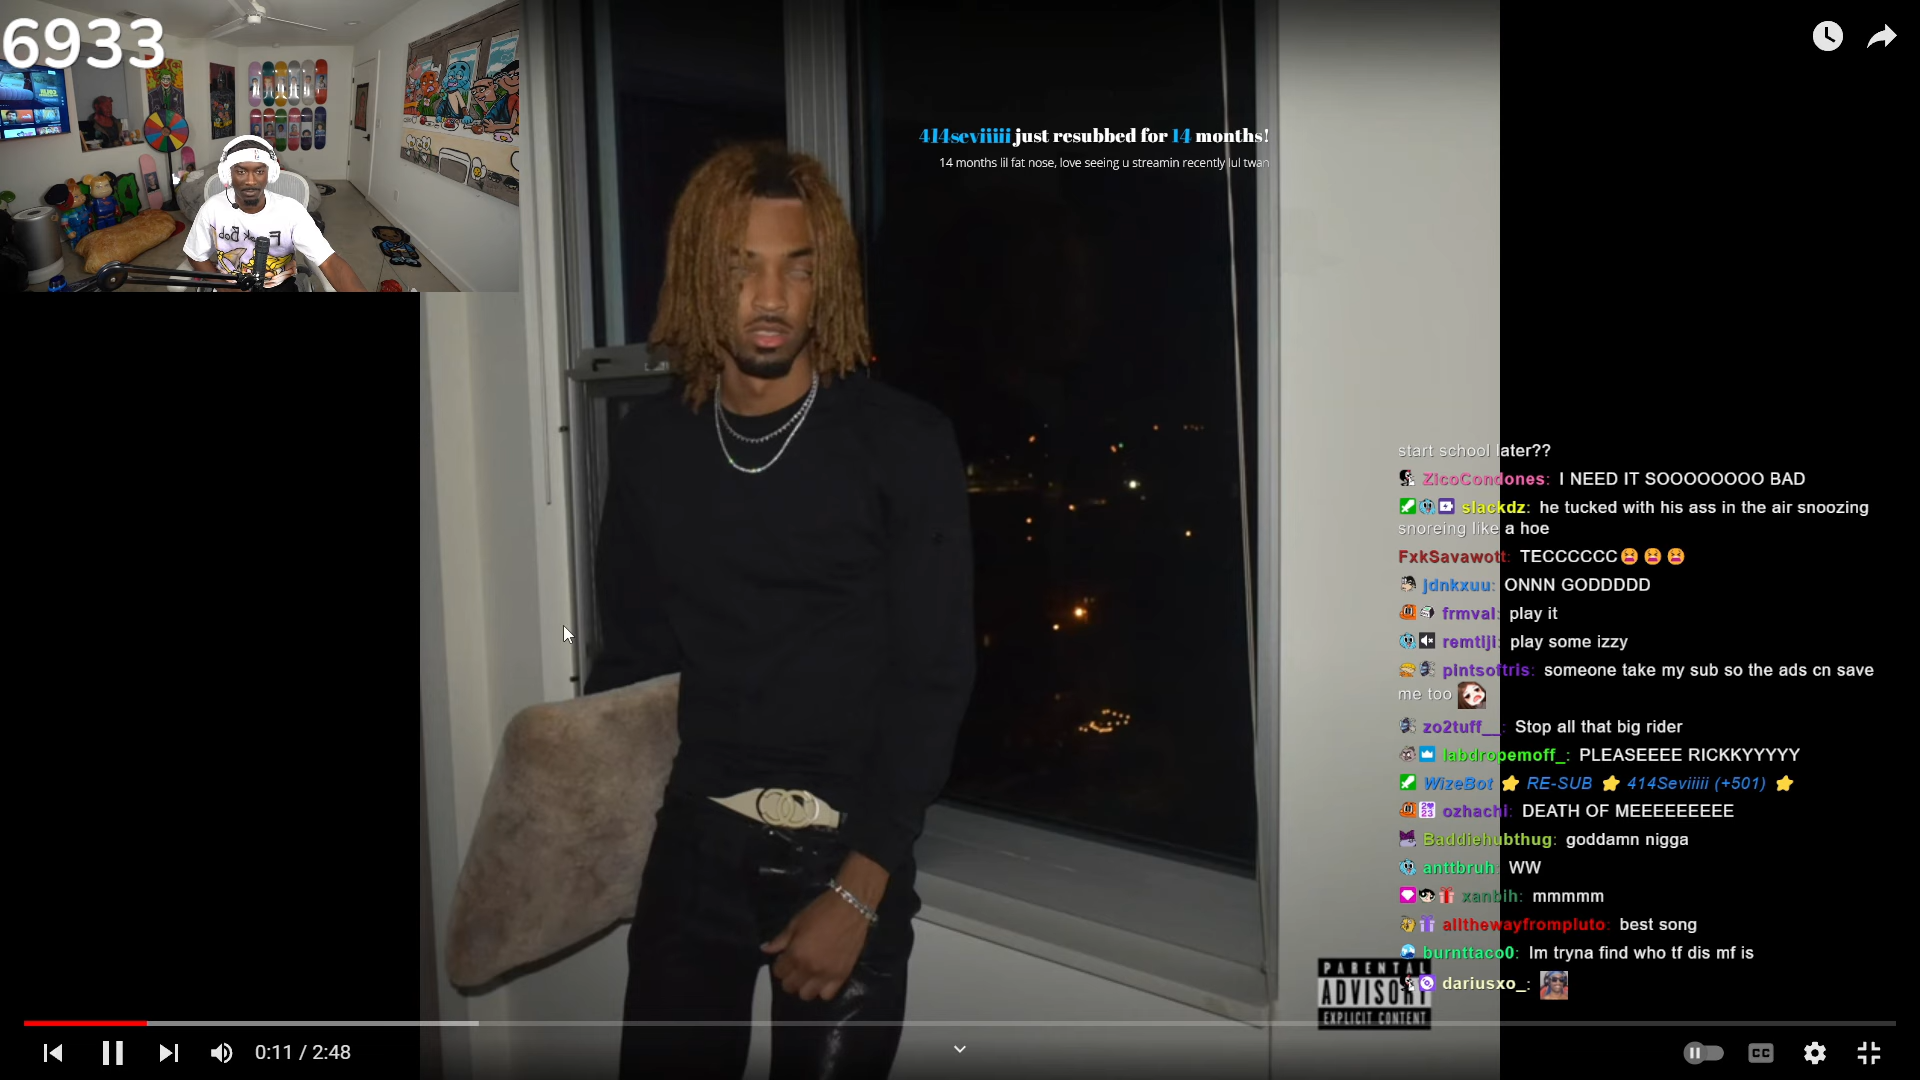 6933
414seviiiii just resubbed for 14 months!
14 months lil fat nose, love seeing u streamin recently lul twan
start school later??
ZicoCondones: I NEED IT SOOOOOOOO BAD
slackdz: he tucked with his ass in the air snoozing
snoreing like a hoe
FxkSavawott: TECCCCCC😫 😫 😫
jdnkxuu: ONNN GODDDDD
frmval: play it
remtiji: play some izzy
pintsoftris: someone take my sub so the ads cn save
me too
zo2tuff__: Stop all that big rider
labdropemoff_: PLEASEEEE RICKKYYYYY
WizeBot ⭐ RE-SUB ⭐ 414Seviiiii (+501) ⭐
ozhachi: DEATH OF MEEEEEEEEE
Baddiehubthug: goddamn nigga
anttbruh: WW
xanbih: mmmmm
allthewayfrompluto: best song
burnttaco0: Im tryna find who tf dis mf is
dariusxo_:
PARENTAL
ADVISORY
EXPLICIT CONTENT
0:11 / 2:48
CC